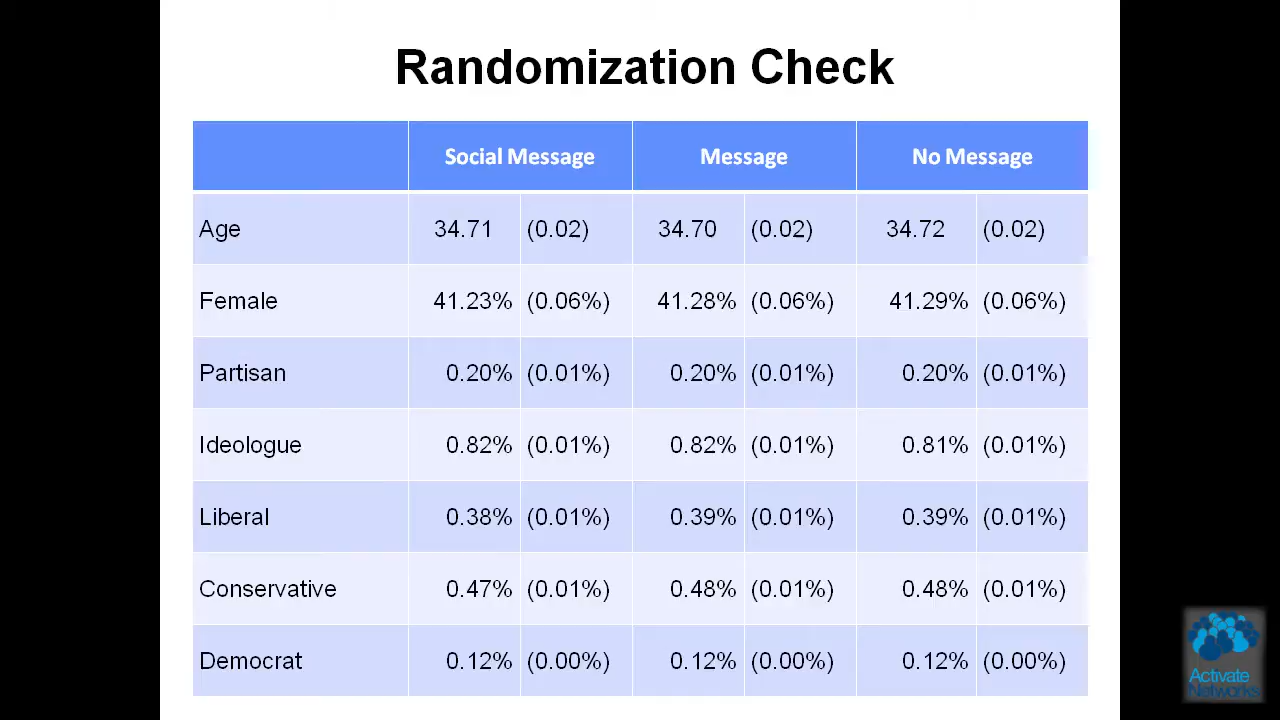 Randomization Check
Social Message Message No Message
Age 34.71 (0.02) 34.70 (0.02) 34.72 (0.02)
Female 41.23% (0.06%) 41.28% (0.06%) 41.29% (0.06%)
Partisan 0.20% (0.01%) 0.20% (0.01%) 0.20% (0.01%)
Ideologue 0.82% (0.01%) 0.82% (0.01%) 0.81% (0.01%)
Liberal 0.38% (0.01%) 0.39% (0.01%) 0.39% (0.01%)
Conservative 0.47% (0.01%) 0.48% (0.01%) 0.48% (0.01%)
Democrat 0.12% (0.00%) 0.12% (0.00%) 0.12% (0.00%)
Activate
Networks